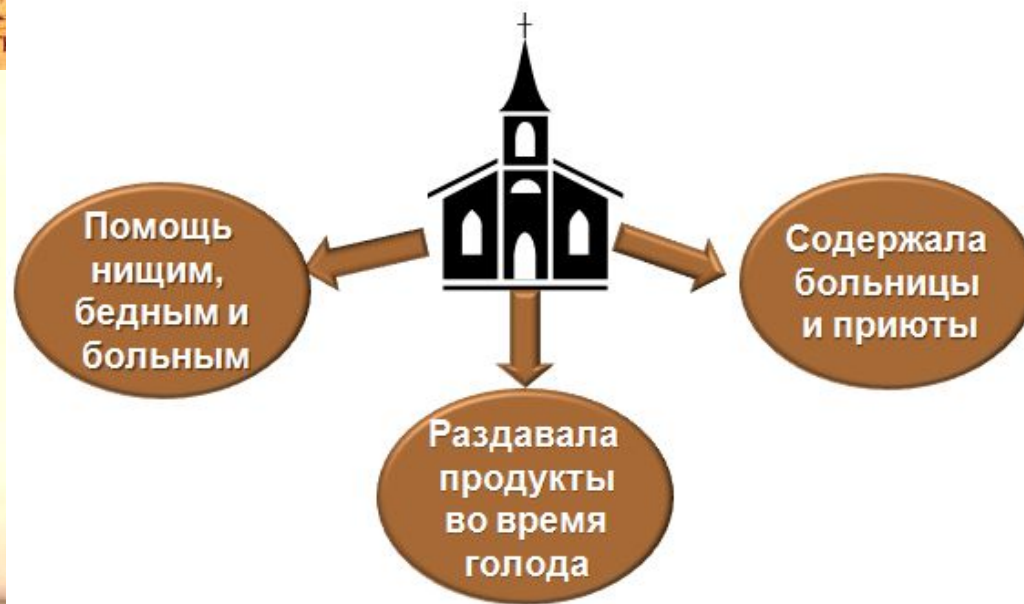 Помощь
нищим,
бедным и
больным
Раздавала
продукты
во время
голода
Содержала
больницы
и приюты